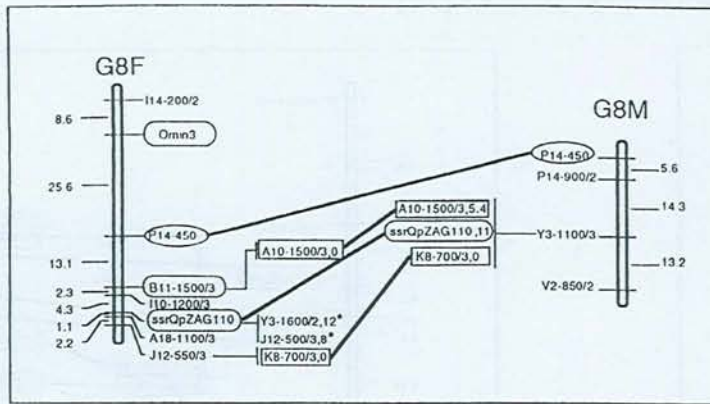 G8F
G8M
I14-200/2
8.6
Omm3
25.6
P14-450
13.1
B11-1500/3
A10-1500/3,0
2.3
I10-1200/3
4.3
ssrQpZAG110
Y3-1600/2,12*
1.1
A18-1100/3
J12-500/3,8*
2.2
J12-550/3
K8-700/3,0
P14-450
5.6
P14-900/2
14.3
A10-1500/3,5.4
ssrQpZAG110 ,11
Y3-1100/3
K8-700/3,0
13.2
V2-850/2